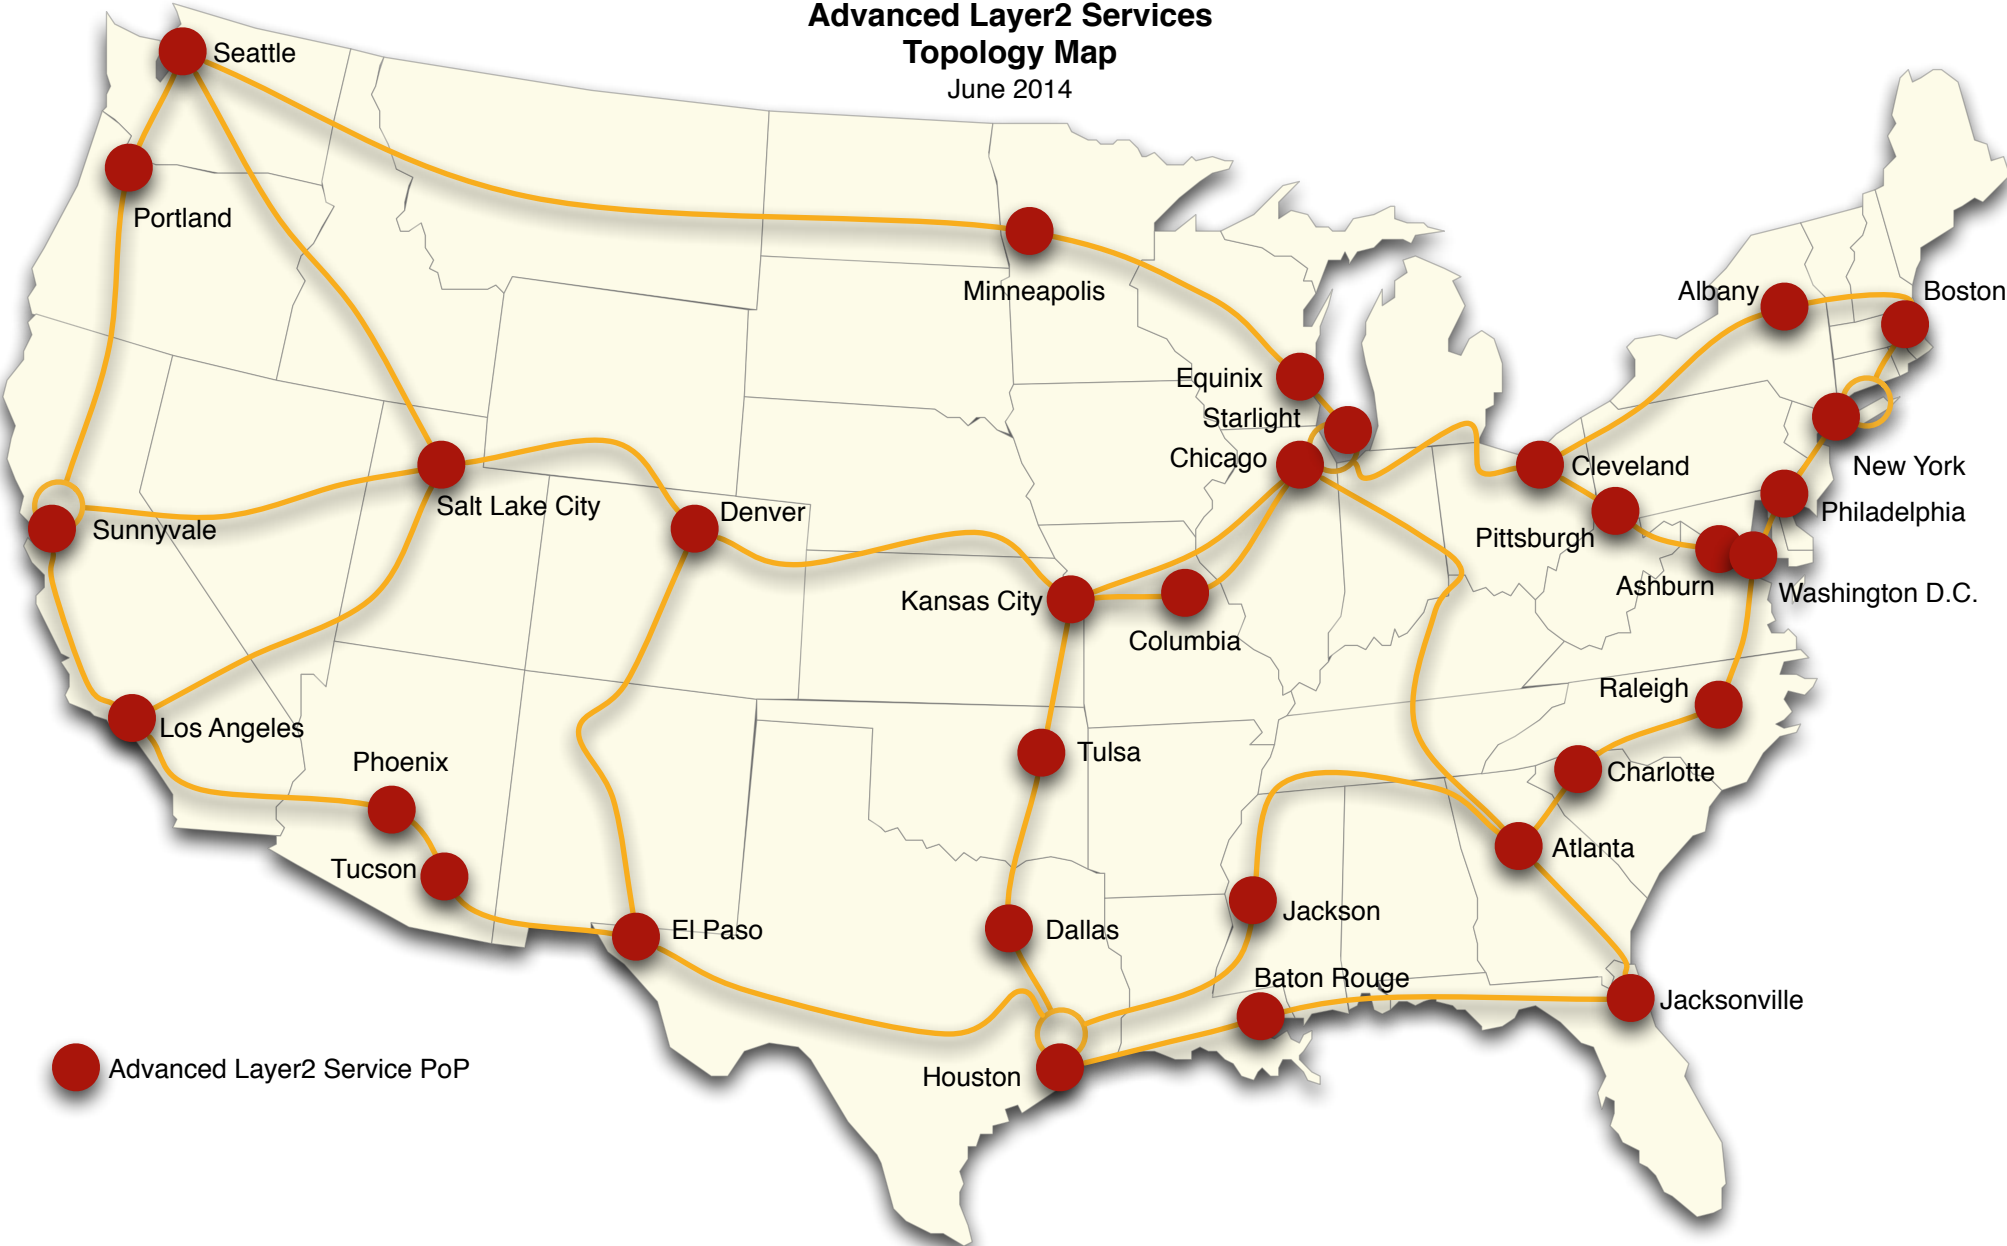 Advanced Layer2 Services
Topology Map
June 2014
Seattle
Portland
Minneapolis
Albany
Boston
Equinix
Starlight
Chicago
Cleveland
New York
Salt Lake City
Denver
Philadelphia
Sunnyvale
Pittsburgh
Ashburn
Washington D.C.
Kansas City
Columbia
Raleigh
Los Angeles
Phoenix
Tulsa
Charlotte
Atlanta
Tucson
Jackson
El Paso
Dallas
Baton Rouge
Jacksonville
Houston
Advanced Layer2 Service PoP